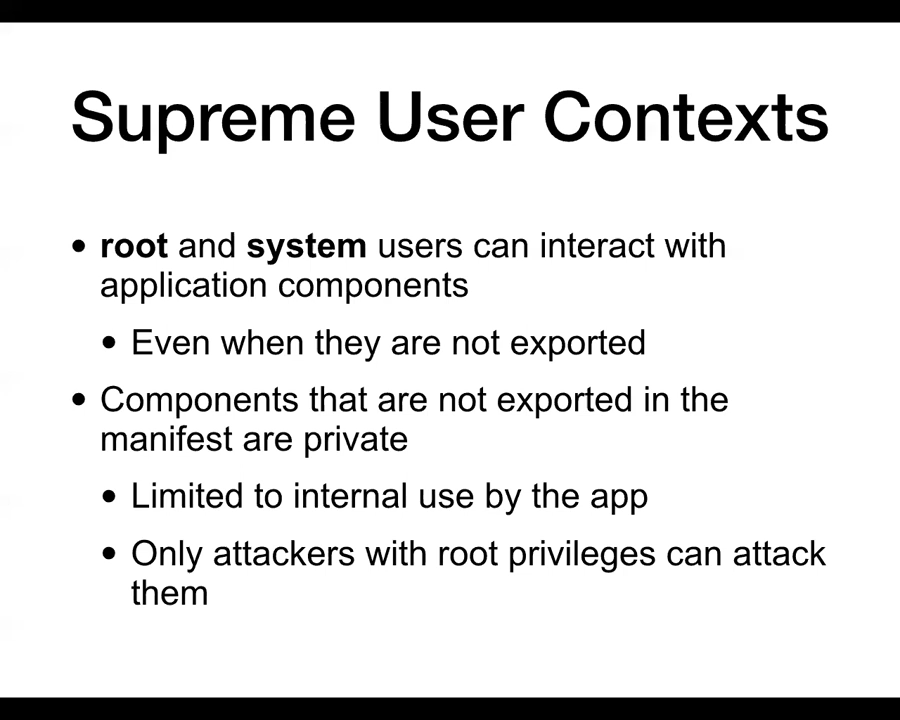 Supreme User Contexts
• root and system users can interact with
application components
• Even when they are not exported
• Components that are not exported in the
manifest are private
• Limited to internal use by the app
• Only attackers with root privileges can attack
them